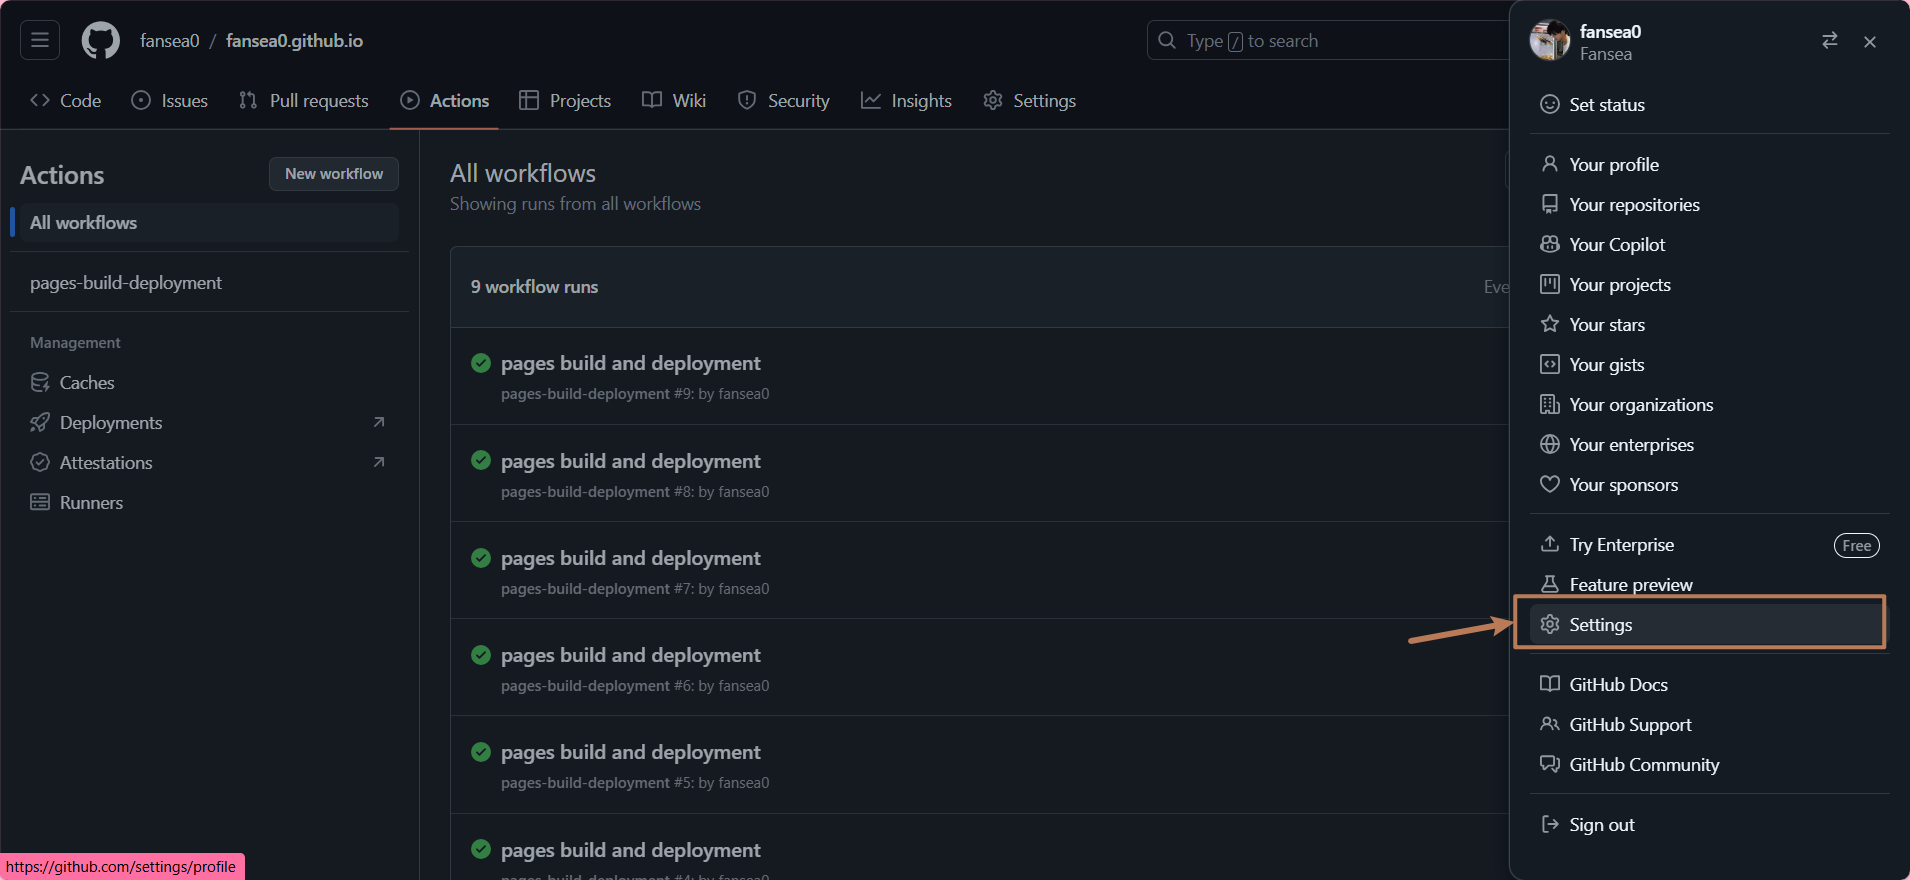 fansea0 / fansea0.github.io
Type / to search
Code
Issues
Pull requests
Actions
Projects
Wiki
Security
Insights
Settings
Actions
New workflow
All workflows
pages-build-deployment
Management
Caches
Deployments
Attestations
Runners
All workflows
Showing runs from all workflows
9 workflow runs
Eve
pages build and deployment
pages-build-deployment #9: by fansea0
pages build and deployment
pages-build-deployment #8: by fansea0
pages build and deployment
pages-build-deployment #7: by fansea0
pages build and deployment
pages-build-deployment #6: by fansea0
pages build and deployment
pages-build-deployment #5: by fansea0
pages build and deployment
pages-build-deployment #4: by fansea0
fansea0
Fansea
Set status
Your profile
Your repositories
Your Copilot
Your projects
Your stars
Your gists
Your organizations
Your enterprises
Your sponsors
Try Enterprise
Free
Feature preview
Settings
GitHub Docs
GitHub Support
GitHub Community
Sign out
https://github.com/settings/profile